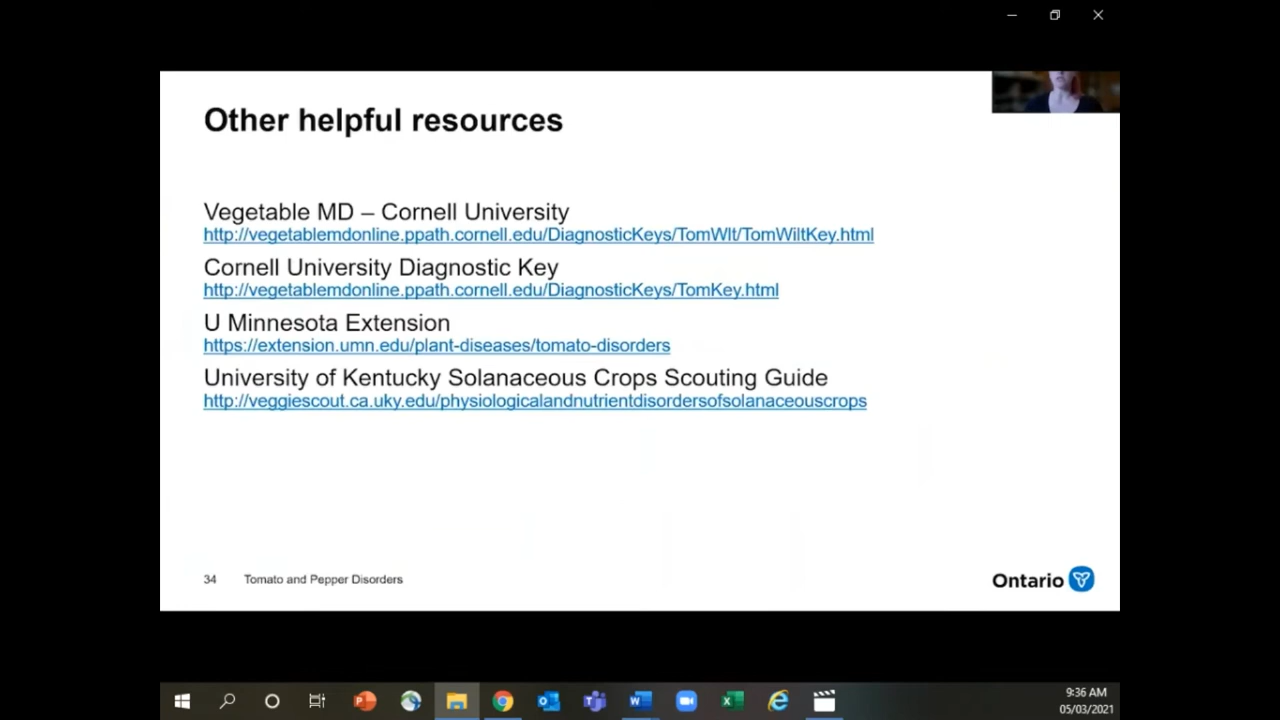 Other helpful resources
Vegetable MD – Cornell University
http://vegetablemdonline.ppath.cornell.edu/DiagnosticKeys/TomWlt/TomWiltKey.html
Cornell University Diagnostic Key
http://vegetablemdonline.ppath.cornell.edu/DiagnosticKeys/TomKey.html
U Minnesota Extension
https://extension.umn.edu/plant-diseases/tomato-disorders
University of Kentucky Solanaceous Crops Scouting Guide
http://veggiescout.ca.uky.edu/physiologicalandnutrientdisordersofsolanaceouscrops
34 Tomato and Pepper Disorders
Ontario
9:36 AM
05/03/2021